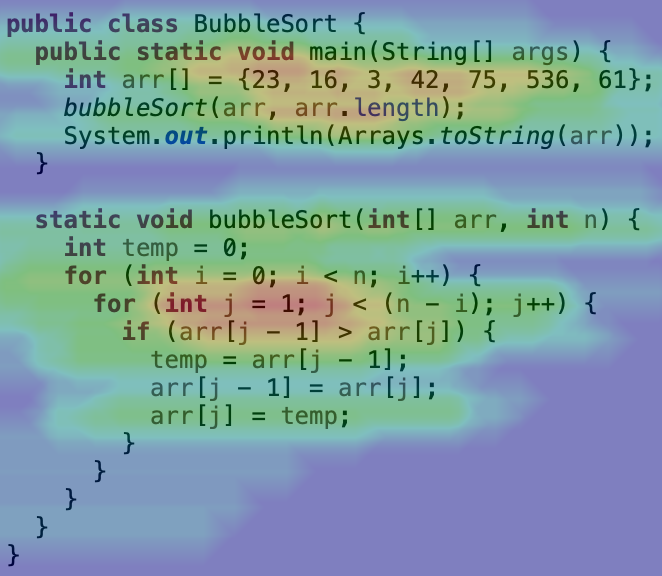 public class BubbleSort {
  public static void main(String[] args) {
    int arr[] = {23, 16, 3, 42, 75, 536, 61};
    bubbleSort(arr, arr.length);
    System.out.println(Arrays.toString(arr));
  }

  static void bubbleSort(int[] arr, int n) {
    int temp = 0;
    for (int i = 0; i < n; i++) {
      for (int j = 1; j < (n - i); j++) {
        if (arr[j - 1] > arr[j]) {
          temp = arr[j - 1];
          arr[j - 1] = arr[j];
          arr[j] = temp;
        }
      }
    }
  }
}